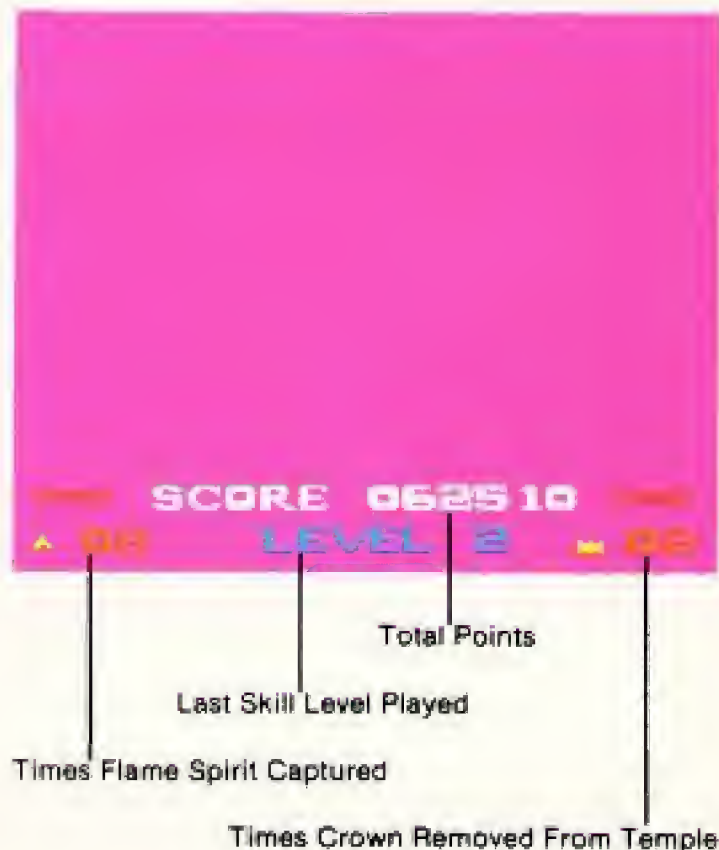 SCORE 062510
LEVEL 2
Total Points
Last Skill Level Played
Times Flame Spirit Captured
Times Crown Removed From Temple